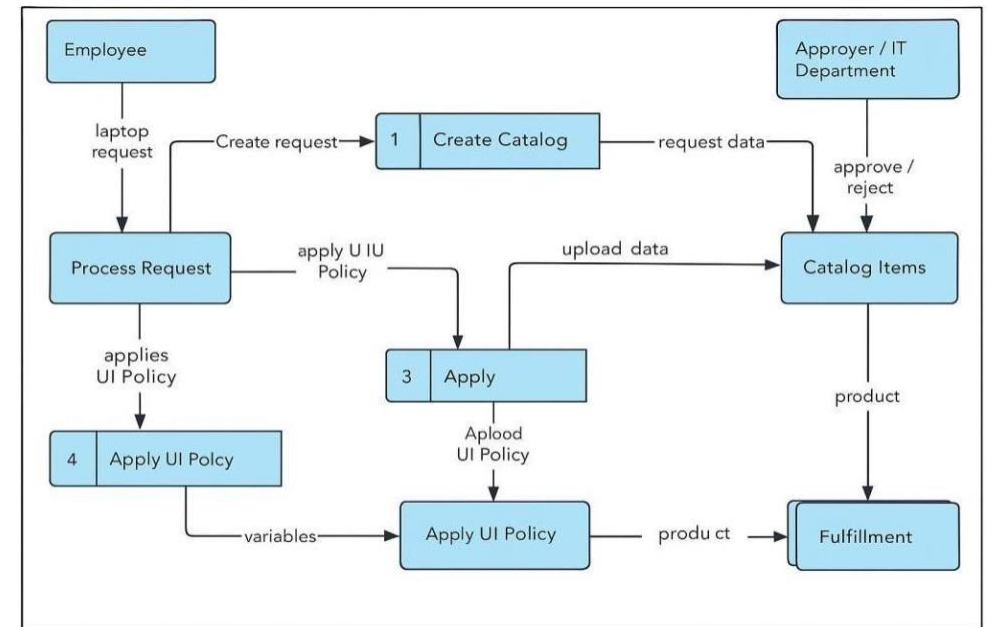 Employee
Approyer / IT
Department
laptop
request
Create request
1
Create Catalog
request data
approve /
reject
Process Request
apply U IU
Policy
upload data
Catalog Items
applies
UI Policy
3
Apply
product
4
Apply UI Polcy
Aplood
UI Policy
variables
Apply UI Policy
produ ct
Fulfillment